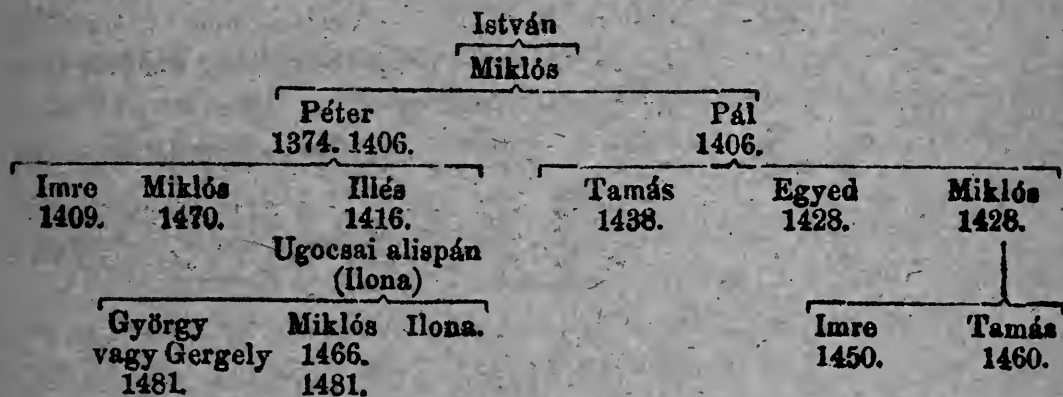 István
Miklós
Péter Pál
1374. 1406. 1406.
Imre Miklós Illés Tamás Egyed Miklós
1409. 1470. 1416. 1438. 1428. 1428.
Ugocsai alispán
(Ilona)
György Miklós Ilona. Imre Tamás
vagy Gergely 1466. 1450. 1460.
1481. 1481.